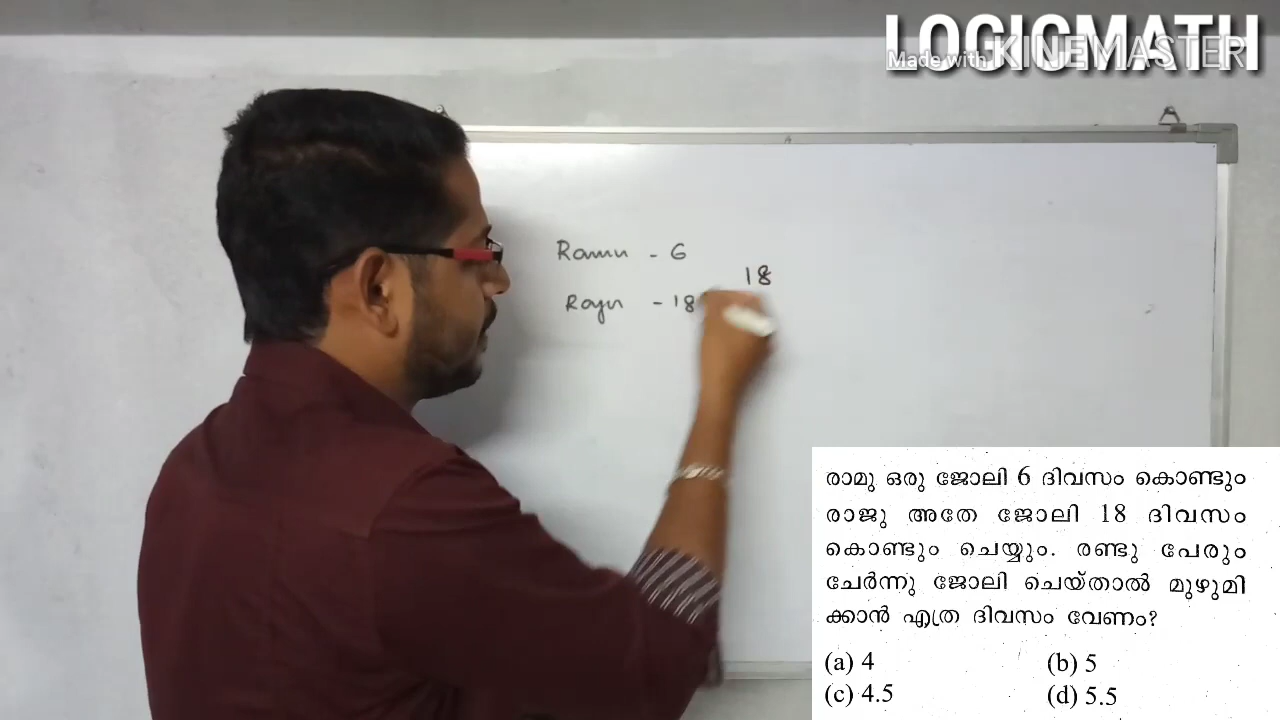 LOGICMATH
Made with KINEMASTER
Ramu - 6
18
Raju - 18
രാമു ഒരു ജോലി 6 ദിവസം കൊണ്ടും
രാജു അതേ ജോലി 18 ദിവസം
കൊണ്ടും ചെയ്യും. രണ്ടു പേരും
ചേർന്നു ജോലി ചെയ്താൽ മുഴുമി
ക്കാൻ എത്ര ദിവസം വേണം?
(a) 4 (b) 5
(c) 4.5 (d) 5.5